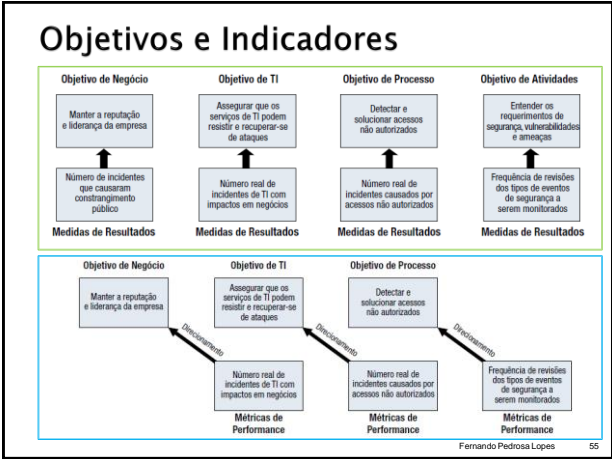 Objetivos e Indicadores
Objetivo de Negócio
Objetivo de TI
Objetivo de Processo
Objetivo de Atividades
Manter a reputação
e liderança da empresa
Assegurar que os
serviços de TI podem
resistir e recuperar-se
de ataques
Detectar e
solucionar acessos
não autorizados
Entender os
requerimentos de
segurança, vulnerabilidades
e ameaças
Número de incidentes
que causaram
constrangimento
público
Número real de
incidentes de TI com
impactos em negócios
Número real de
incidentes causados por
acessos não autorizados
Frequência de revisões
dos tipos de eventos
de segurança a
serem monitorados
Medidas de Resultados
Medidas de Resultados
Medidas de Resultados
Medidas de Resultados
Objetivo de Negócio
Objetivo de TI
Objetivo de Processo
Manter a reputação
e liderança da empresa
Assegurar que os
serviços de TI podem
resistir e recuperar-se
de ataques
Detectar e
solucionar acessos
não autorizados
Direcionamento
Direcionamento
Direcionamento
Número real de
incidentes de TI com
impactos em negócios
Número real de
incidentes causados por
acessos não autorizados
Frequência de revisões
dos tipos de eventos
de segurança a
serem monitorados
Métricas de
Performance
Métricas de
Performance
Métricas de
Performance
Fernando Pedrosa Lopes
55